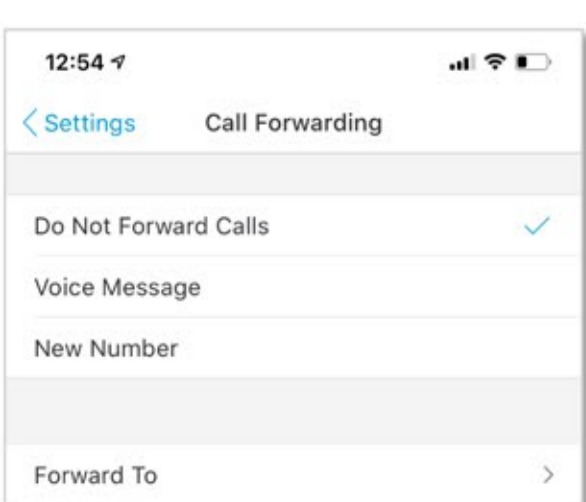 12:54
Settings Call Forwarding
Do Not Forward Calls
Voice Message
New Number
Forward To